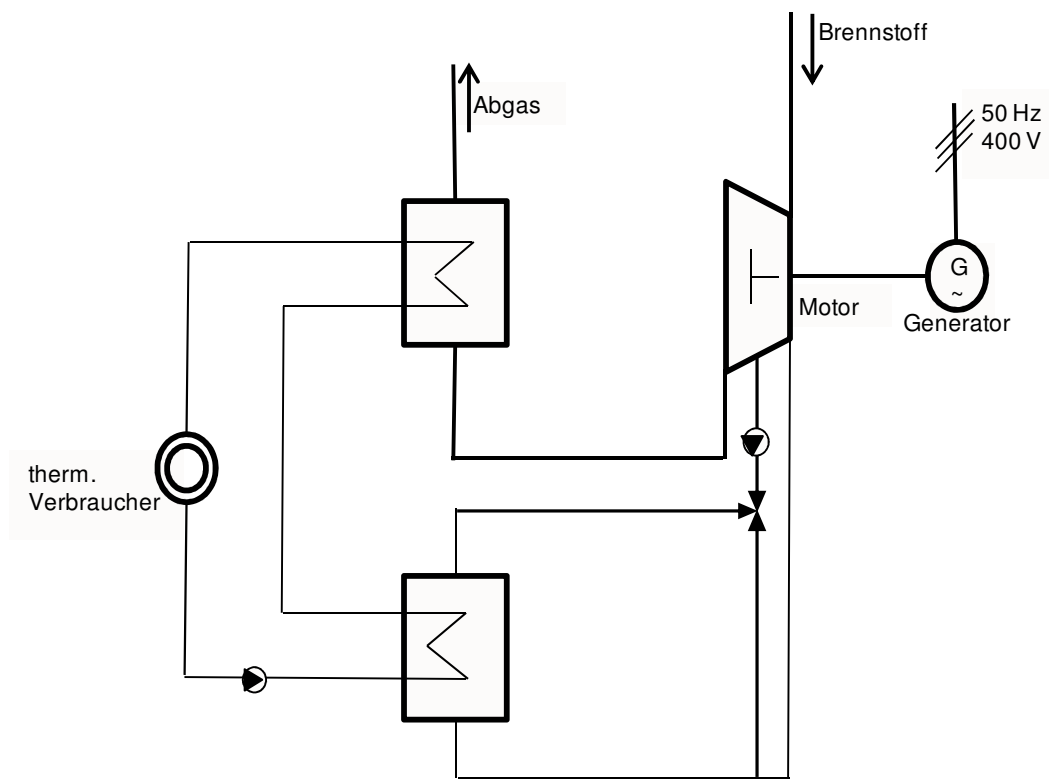 Brennstoff
Abgas
50 Hz
400 V
G
~
Motor
Generator
therm.
Verbraucher